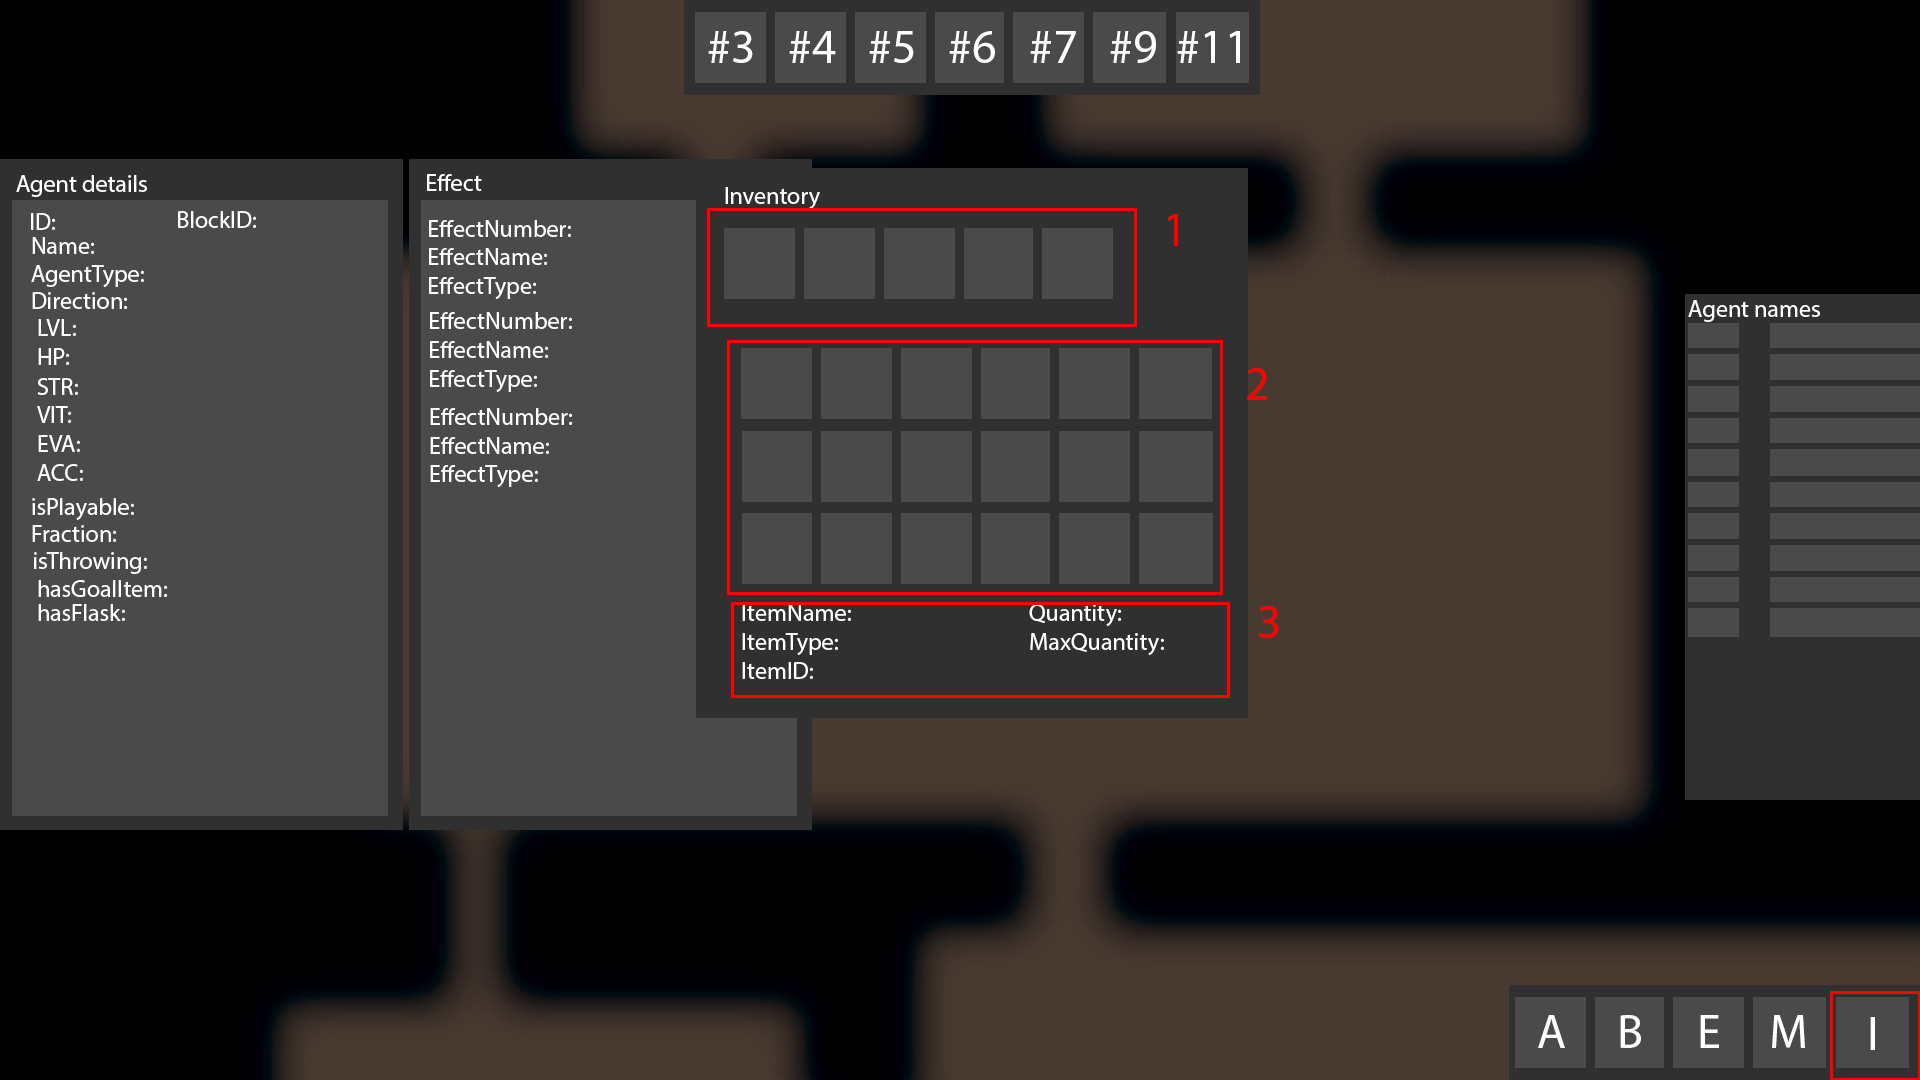 #3 #4 #5 #6 #7 #9 #11
Agent details
ID: BlockID:
Name:
AgentType:
Direction:
LVL:
HP:
STR:
VIT:
EVA:
ACC:
isPlayable:
Fraction:
isThrowing:
hasGoalItem:
hasFlask:
Effect
EffectNumber:
EffectName:
EffectType:
EffectNumber:
EffectName:
EffectType:
EffectNumber:
EffectName:
EffectType:
Inventory
1
2
3
ItemName: Quantity:
ItemType: MaxQuantity:
ItemID:
Agent names
A B E M I